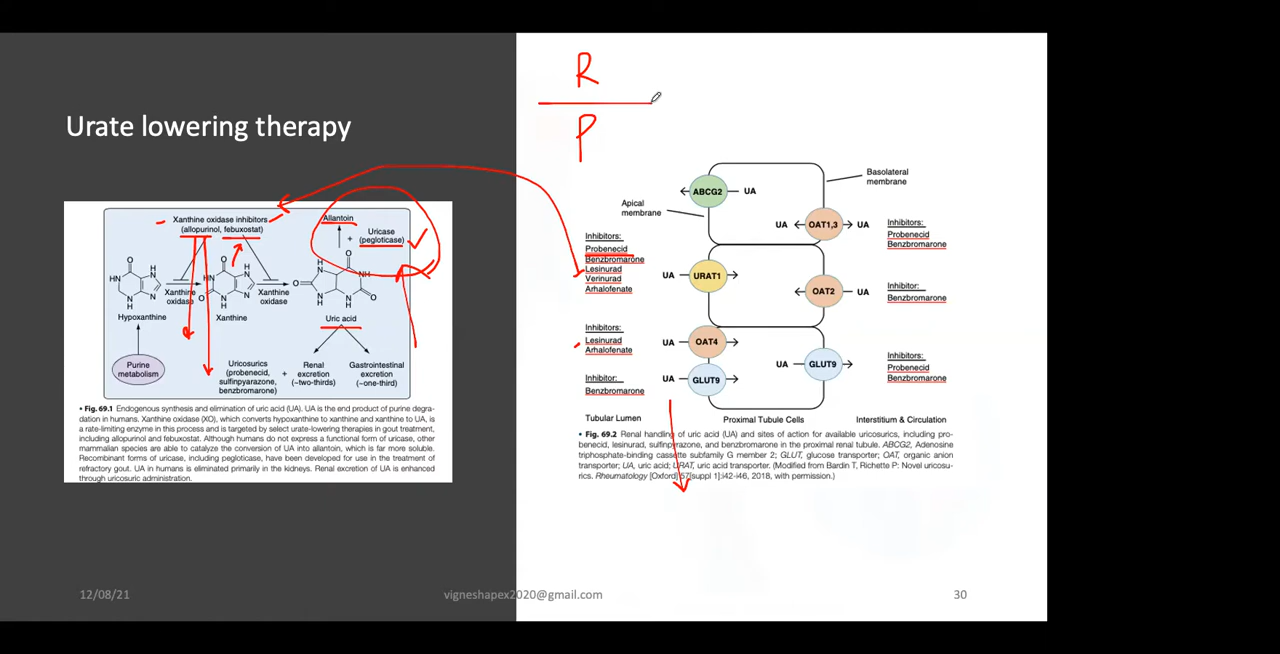 Urate lowering therapy
R
P
Xanthine oxidase inhibitors
(allopurinol, febuxostat)
Allantoin
+
Uricase
(pegloticase)
O
H
N
HN
N
N
Hypoxanthine
Xanthine
oxidase
O
H
N
HN
O
N
H
N
Xanthine
Xanthine
oxidase
O
H
N
NH
O
O
N
H
N
H
Uric acid
Purine
metabolism
Uricosurics
(probenecid,
sulfinpyrazone,
benzbromarone)
+
Renal
excretion
(~two-thirds)
Gastrointestinal
excretion
(~one-third)
Fig. 69.1 Endogenous synthesis and elimination of uric acid (UA). UA is the end product of purine degra-
dation in humans. Xanthine oxidase (XO), which converts hypoxanthine to xanthine and xanthine to UA, is
a rate-limiting enzyme in this process and is targeted by select urate-lowering therapies in gout treatment,
including allopurinol and febuxostat. Although humans do not express a functional form of uricase, other
mammalian species are able to catalyze the conversion of UA into allantoin, which is far more soluble.
Recombinant forms of uricase, including pegloticase, have been developed for use in the treatment of
refractory gout. UA in humans is eliminated primarily in the kidneys. Renal excretion of UA is enhanced
through uricosuric administration.
ABCG2
UA
Basolateral
membrane
Apical
membrane
UA
OAT1,3
UA
Inhibitors:
Probenecid
Benzbromarone
Inhibitors:
Probenecid
Benzbromarone
Lesinurad
Verinurad
Arhalofenate
UA
URAT1
OAT2
UA
Inhibitor:
Benzbromarone
Inhibitors:
Lesinurad
Arhalofenate
UA
OAT4
UA
GLUT9
Inhibitors:
Probenecid
Benzbromarone
Inhibitor:
Benzbromarone
UA
GLUT9
Tubular Lumen
Proximal Tubule Cells
Interstitium & Circulation
Fig. 69.2 Renal handling of uric acid (UA) and sites of action for available uricosurics, including pro-
benecid, lesinurad, sulfinpyrazone, and benzbromarone in the proximal renal tubule. ABCG2, Adenosine
triphosphate-binding cassette subfamily G member 2; GLUT, glucose transporter; OAT, organic anion
transporter; UA, uric acid; URAT, uric acid transporter. (Modified from Bardin T, Richette P: Novel uricosu-
rics. Rheumatology [Oxford] 57[suppl 1]:i42-i46, 2018, with permission.)
12/08/21
vigneshapex2020@gmail.com
30